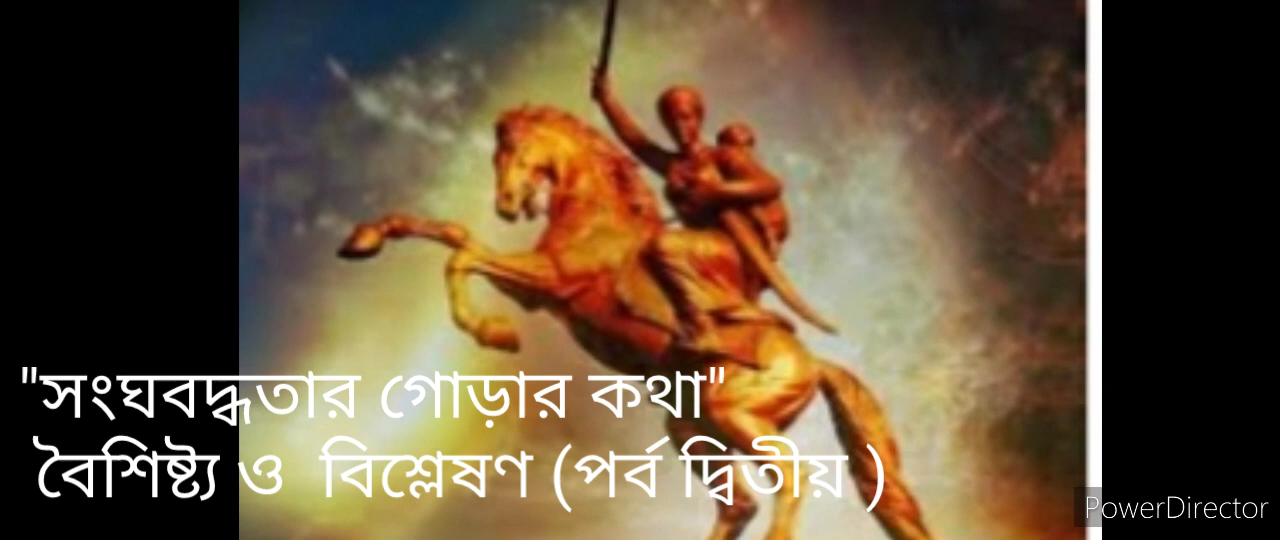 "সংঘবদ্ধতার গোড়ার কথা"
বৈশিষ্ট্য ও বিশ্লেষণ (পর্ব দ্বিতীয় )
PowerDirector